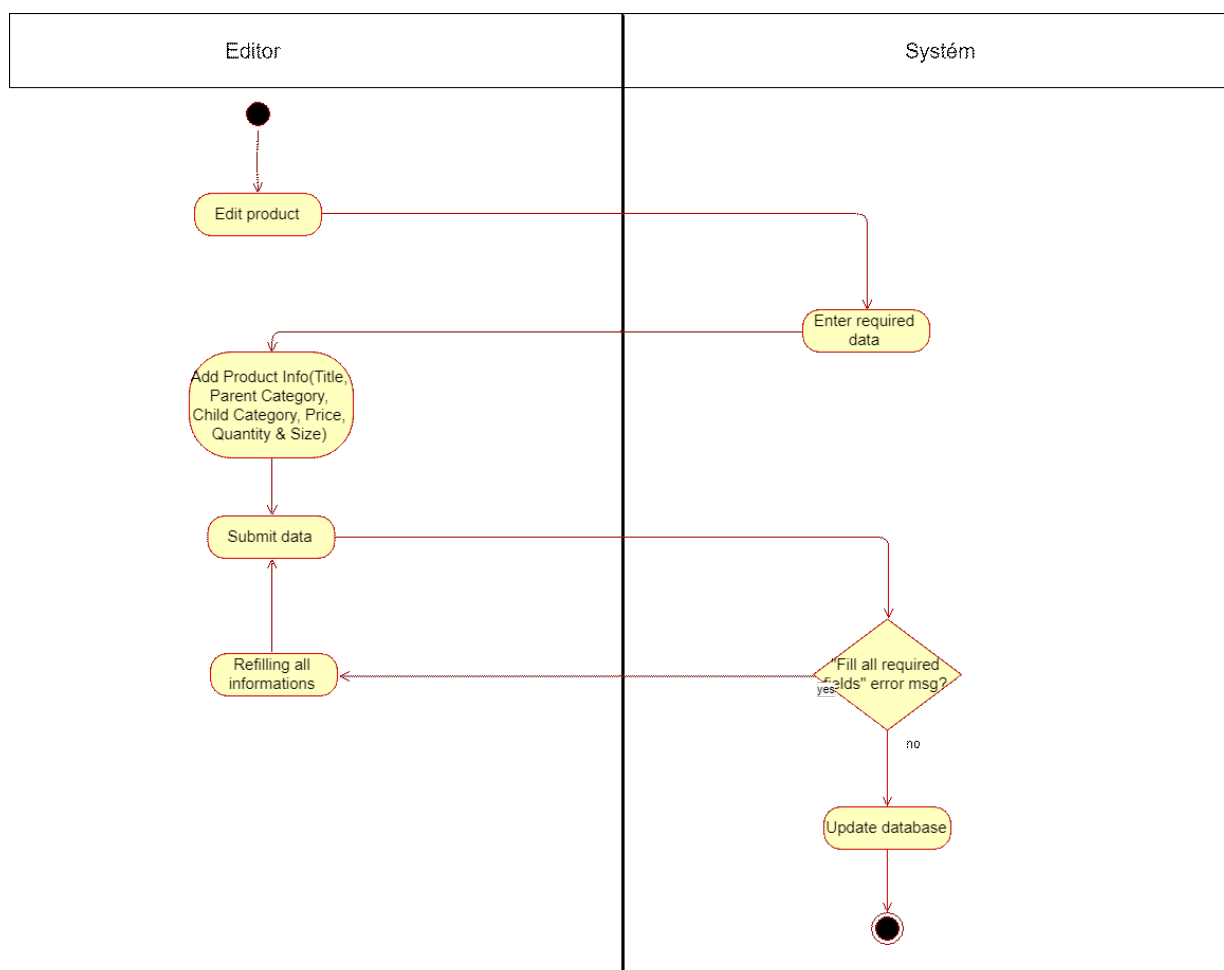 Editor
Systém
Edit product
Enter required
data
Add Product Info(Title,
Parent Category,
Child Category, Price,
Quantity & Size)
Submit data
"Fill all required
fields" error msg?
yes
Refilling all
informations
no
Update database